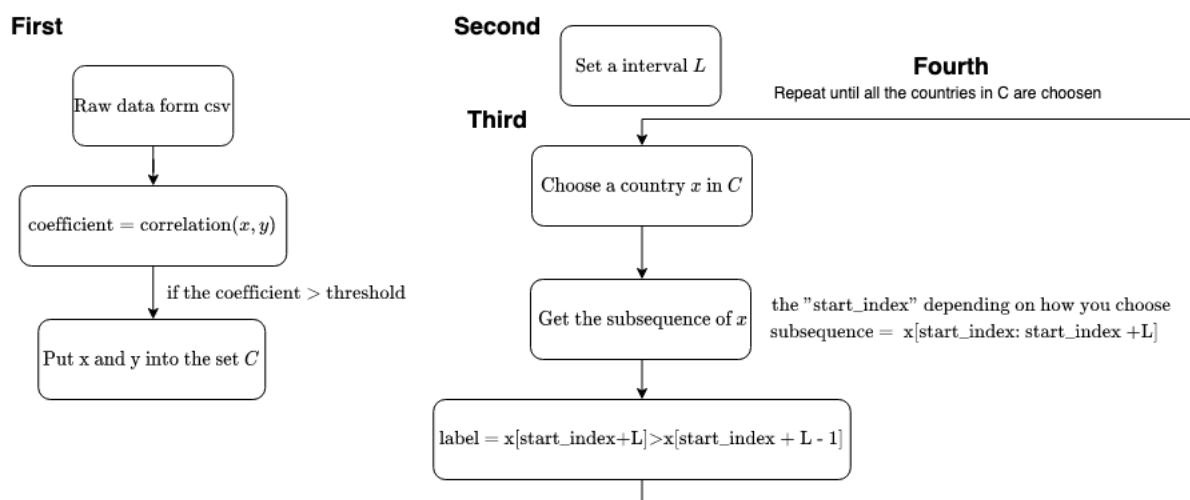 First
Raw data form csv
coefficient = correlation(x, y)
if the coefficient > threshold
Put x and y into the set C
Second
Set a interval L
Fourth
Repeat until all the countries in C are choosen
Third
Choose a country x in C
Get the subsequence of x
the "start_index" depending on how you choose
subsequence = x[start_index: start_index +L]
label = x[start_index+L]>x[start_index + L - 1]